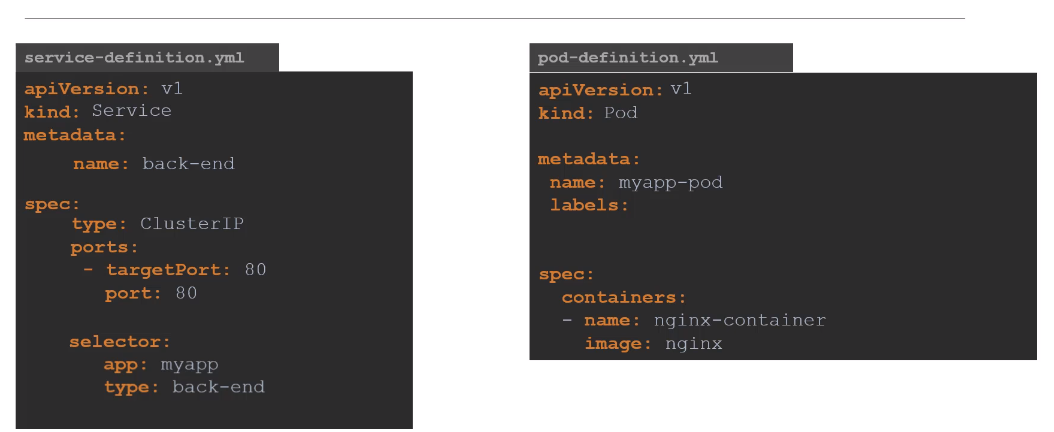 service-definition.yml
apiVersion: v1
kind: Service
metadata:
name: back-end
spec:
type: ClusterIP
ports:
- targetPort: 80
port: 80
selector:
app: myapp
type: back-end
pod-definition.yml
apiVersion: v1
kind: Pod
metadata:
name: myapp-pod
labels:
spec:
containers:
- name: nginx-container
image: nginx